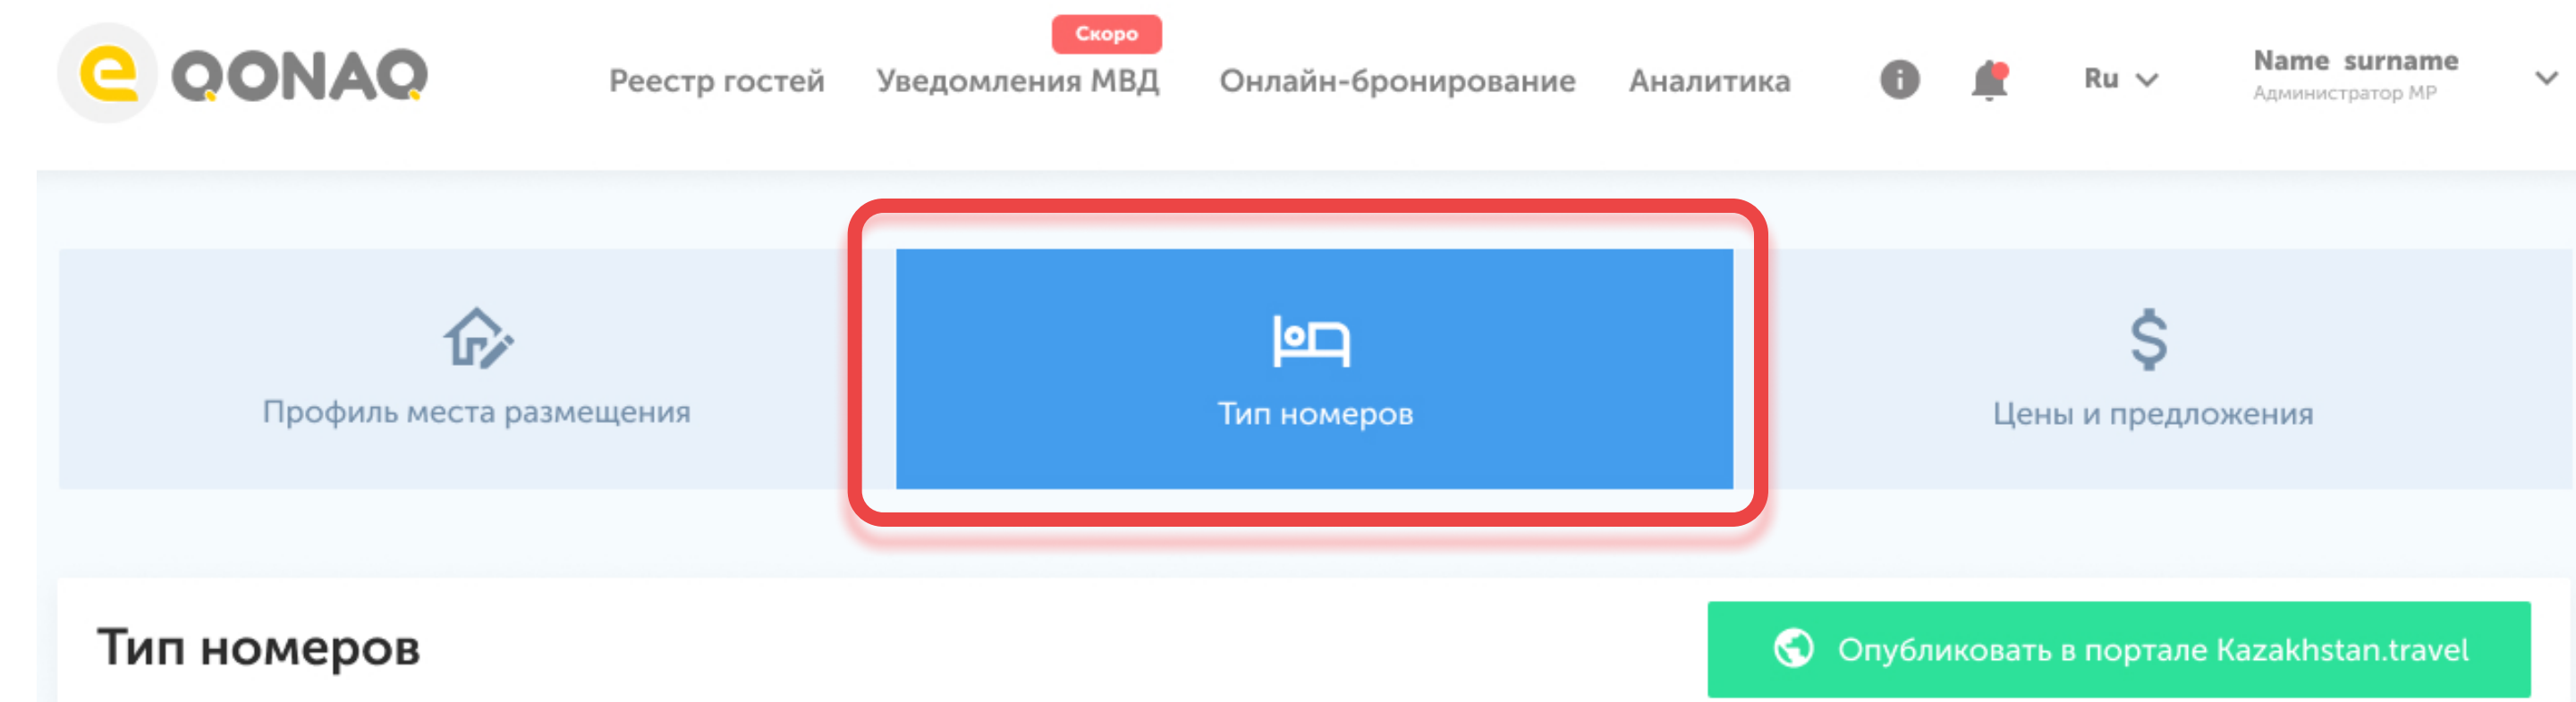 e QONAQ
Скоро
Реестр гостей
Уведомления МВД
Онлайн-бронирование
Аналитика
Ru
Name surname
Администратор МР
Профиль места размещения
Тип номеров
Цены и предложения
Тип номеров
Опубликовать в портале Kazakhstan.travel